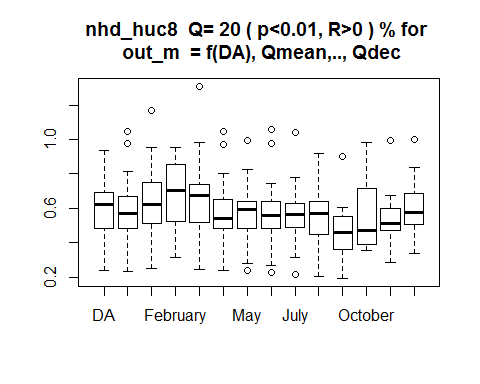 nhd_huc8 Q= 20 ( p<0.01, R>0 ) % for
out_m = f(DA), Qmean,.., Qdec
1.0
0.6
0.2
DA February May July October